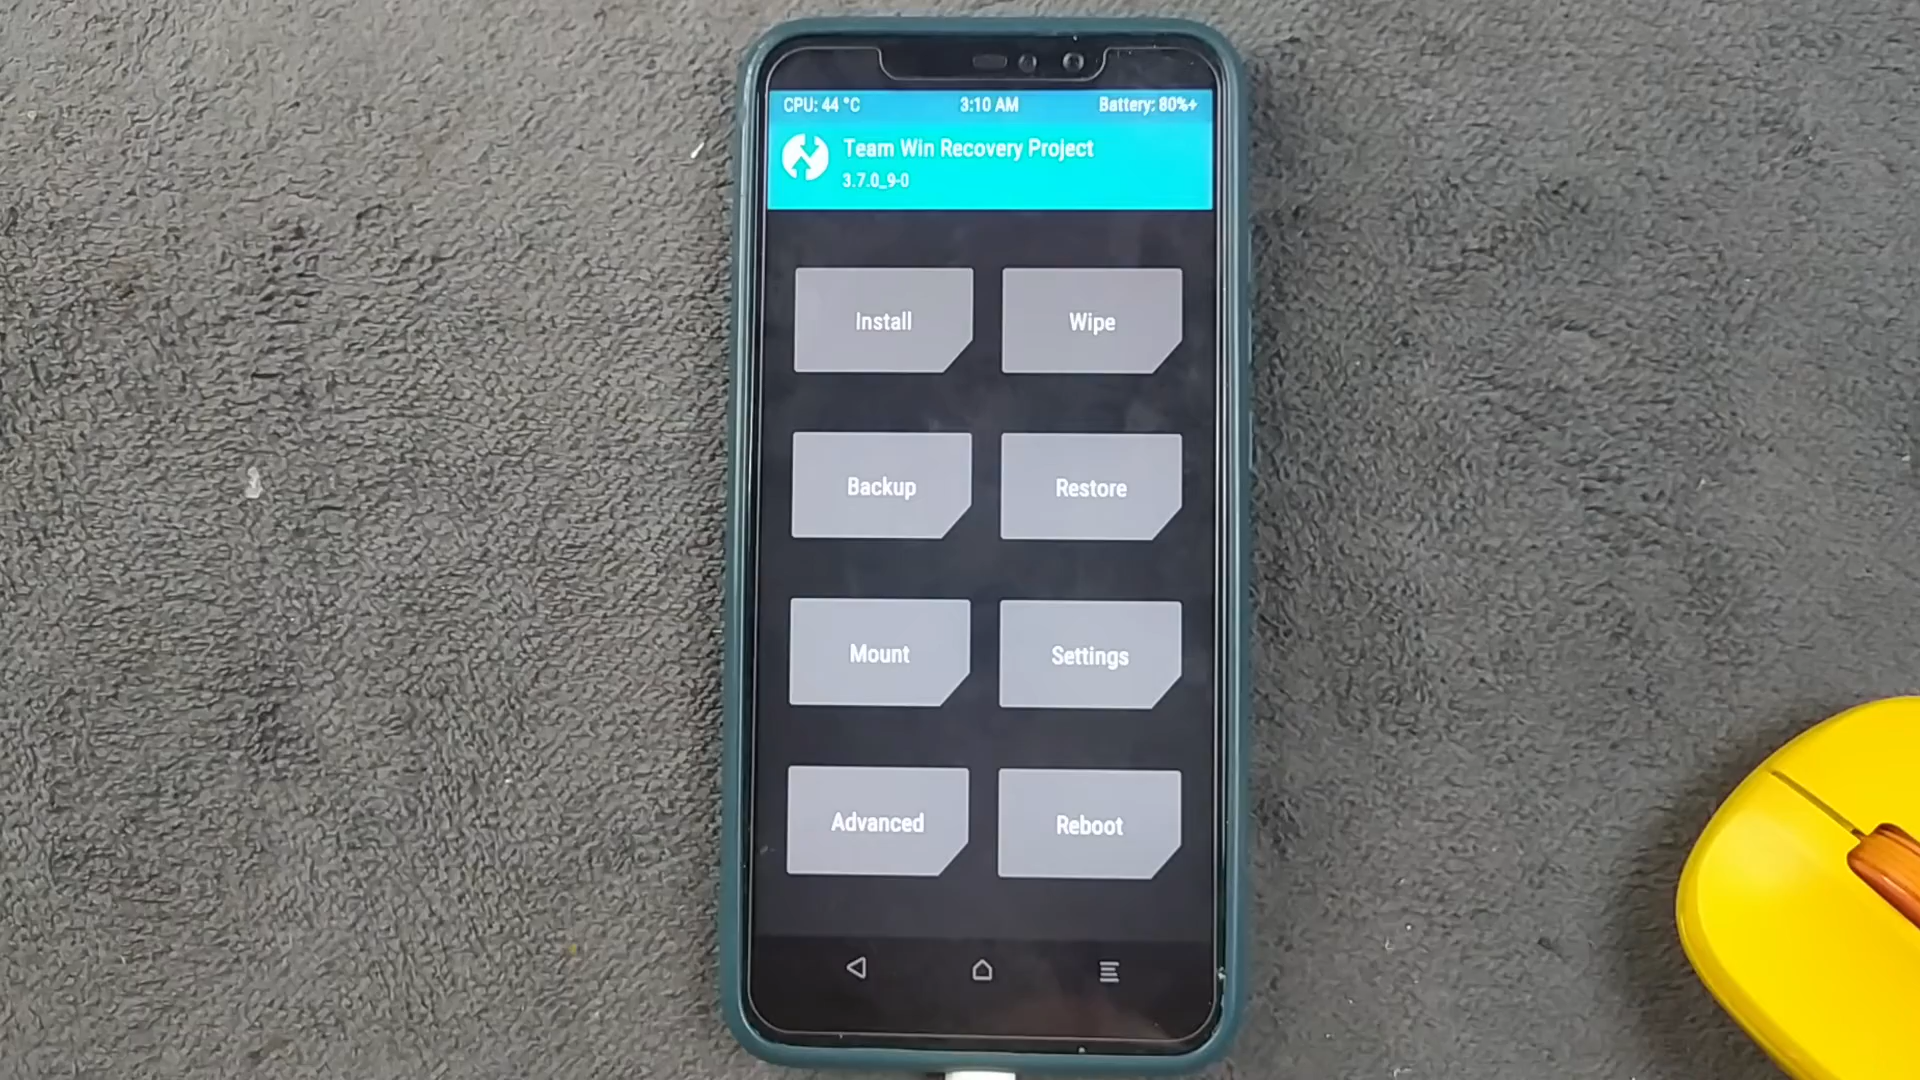 CPU: 44 °C 3:10 AM Battery: 80%+
Team Win Recovery Project
3.7.0_9-0
Install Wipe
Backup Restore
Mount Settings
Advanced Reboot